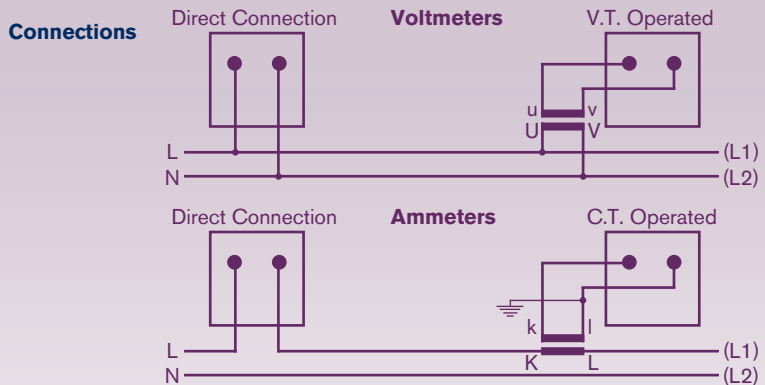 Connections
Direct Connection Voltmeters V.T. Operated
u v
U V
L (L1)
N (L2)
Direct Connection Ammeters C.T. Operated
k l
L (L1)
K L
N (L2)